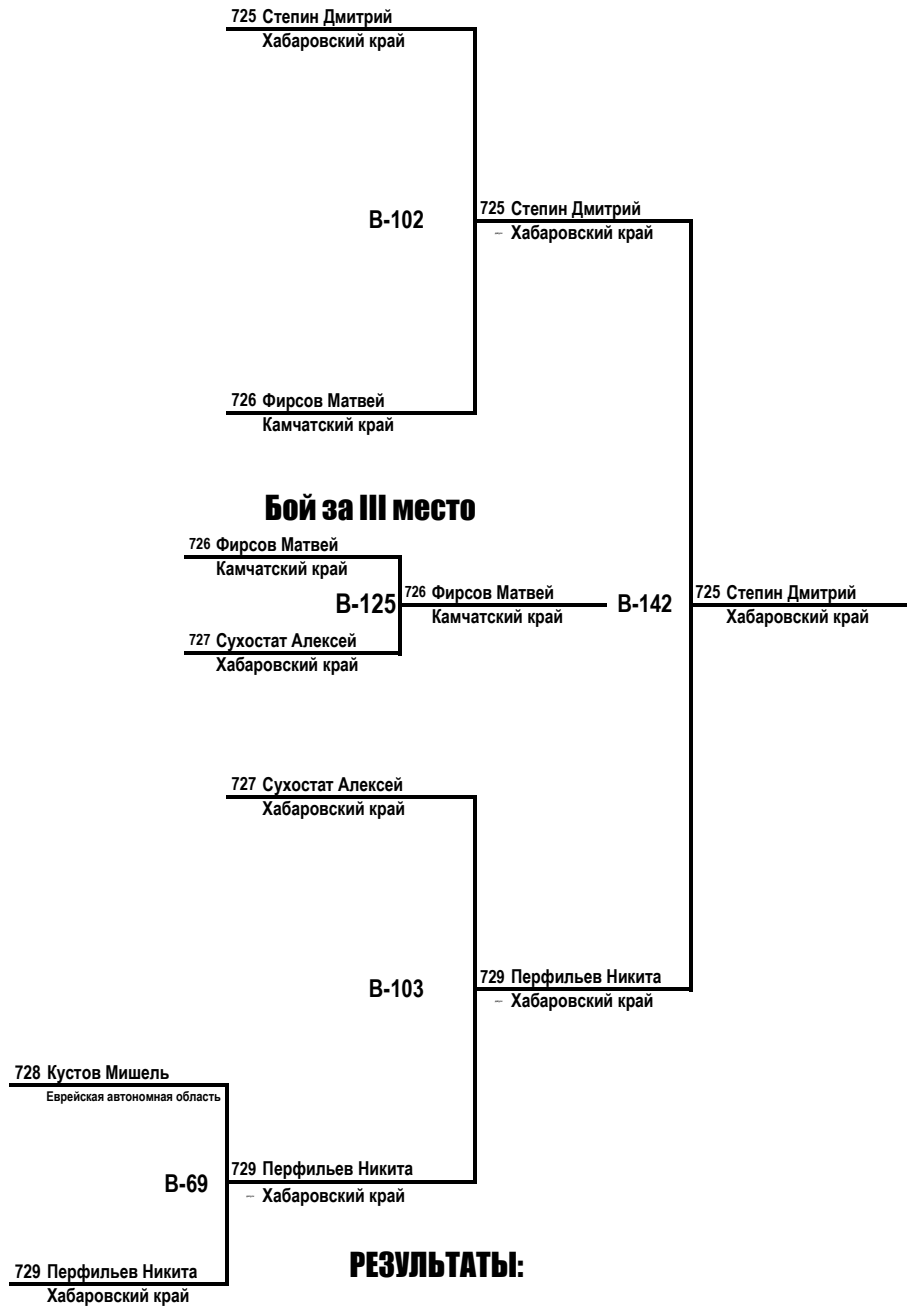 725 Степин Дмитрий
Хабаровский край
В-102
725 Степин Дмитрий
– Хабаровский край
726 Фирсов Матвей
Камчатский край
Бой за III место
726 Фирсов Матвей
Камчатский край
В-125
726 Фирсов Матвей
Камчатский край
В-142
725 Степин Дмитрий
Хабаровский край
727 Сухостат Алексей
Хабаровский край
727 Сухостат Алексей
Хабаровский край
В-103
729 Перфильев Никита
– Хабаровский край
728 Кустов Мишель
Еврейская автономная область
В-69
729 Перфильев Никита
– Хабаровский край
729 Перфильев Никита
Хабаровский край
РЕЗУЛЬТАТЫ: